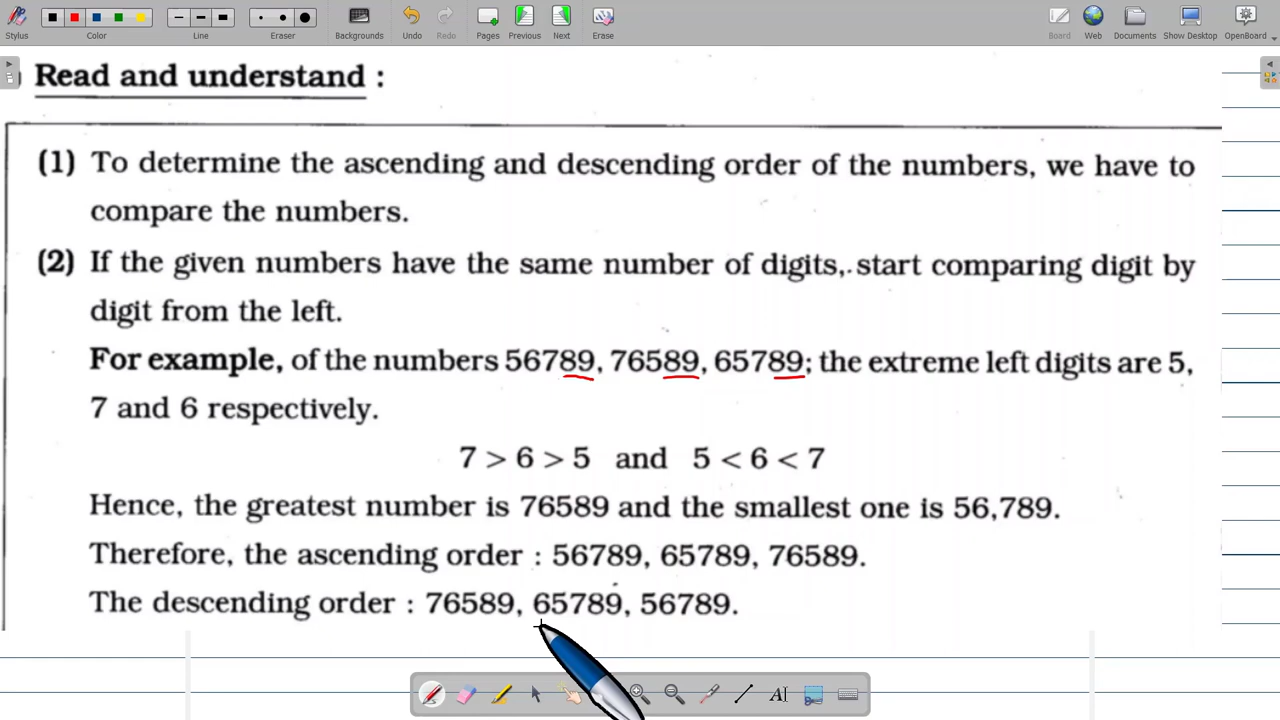 Stylus Color Line Eraser Backgrounds Undo Redo Pages Previous Next Erase Board Web Documents Show Desktop OpenBoard
Read and understand :
(1) To determine the ascending and descending order of the numbers, we have to
compare the numbers.
(2) If the given numbers have the same number of digits, start comparing digit by
digit from the left.
For example, of the numbers 56789, 76589, 65789; the extreme left digits are 5,
7 and 6 respectively.
7 > 6 > 5 and 5 < 6 < 7
Hence, the greatest number is 76589 and the smallest one is 56,789.
Therefore, the ascending order : 56789, 65789, 76589.
The descending order : 76589, 65789, 56789.